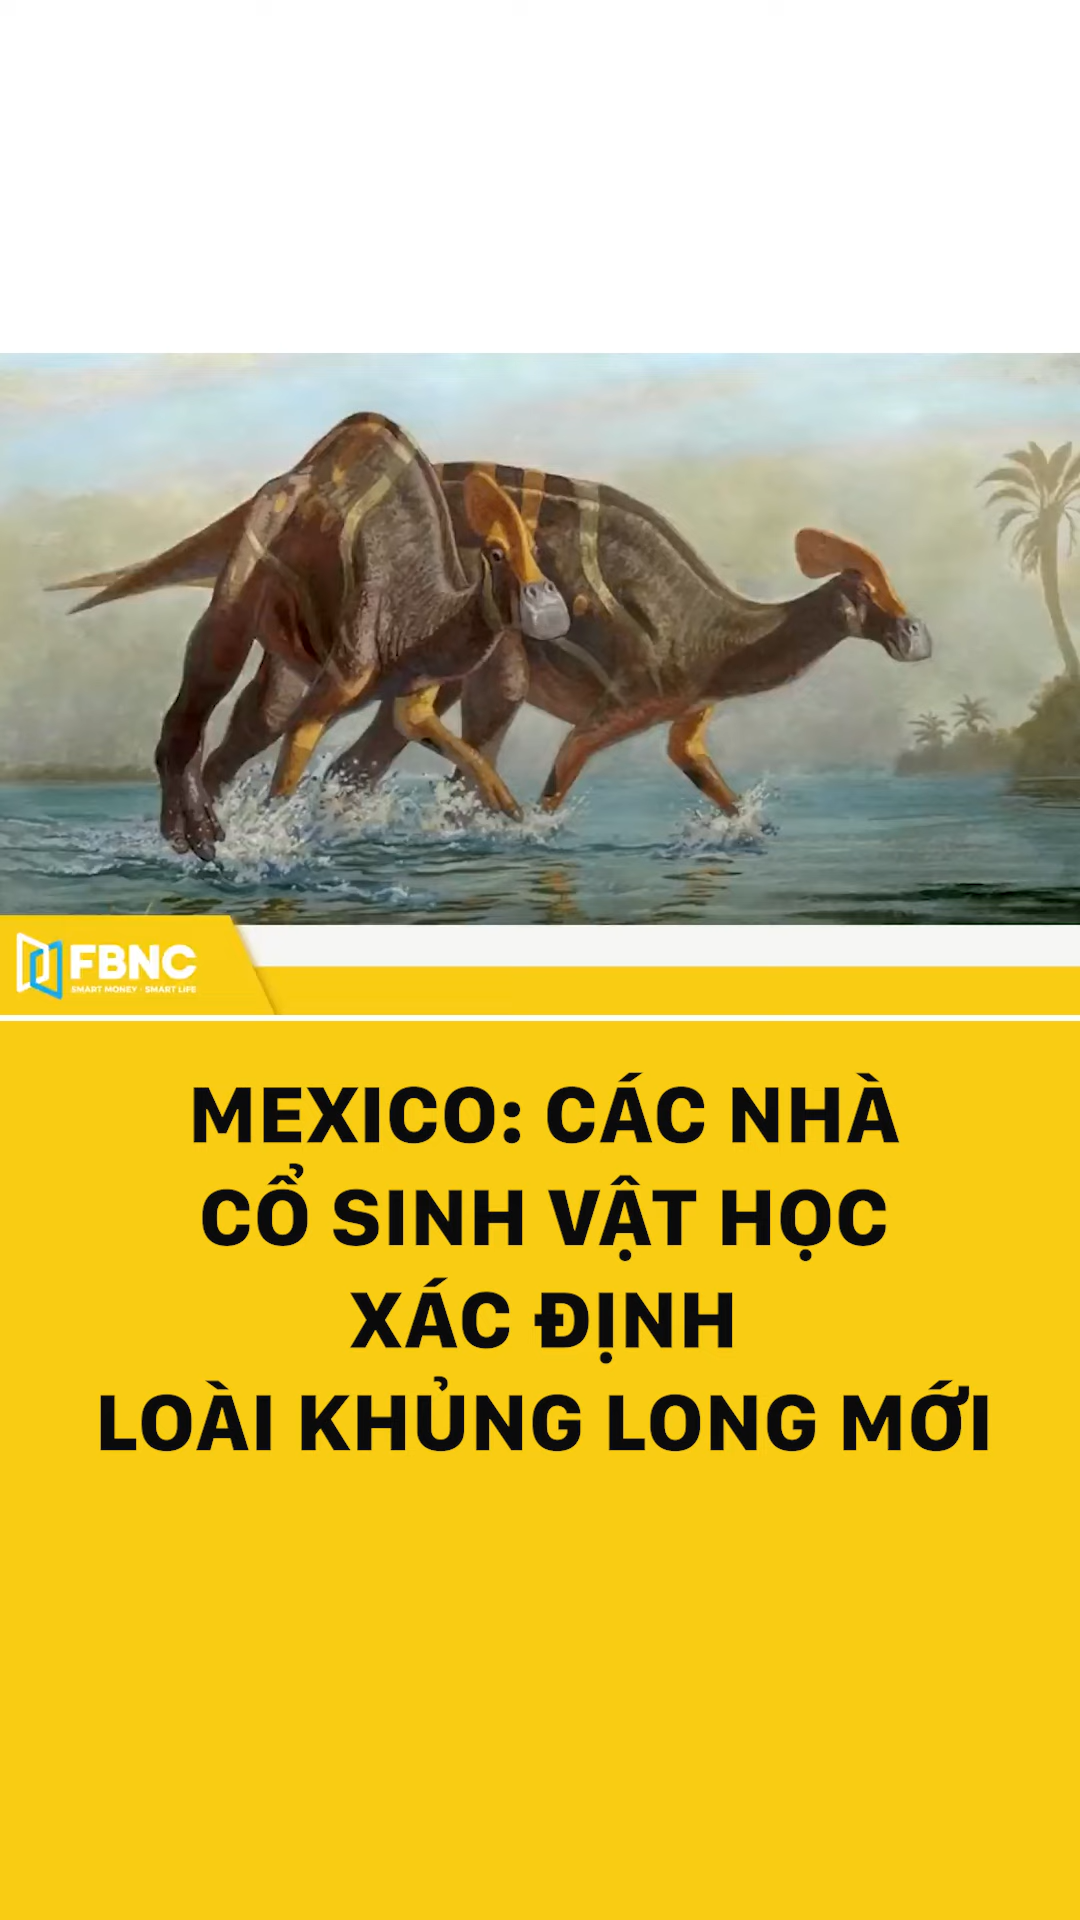 FBNC
SMART MONEY - SMART LIFE
MEXICO: CÁC NHÀ
CỔ SINH VẬT HỌC
XÁC ĐỊNH
LOÀI KHỦNG LONG MỚI